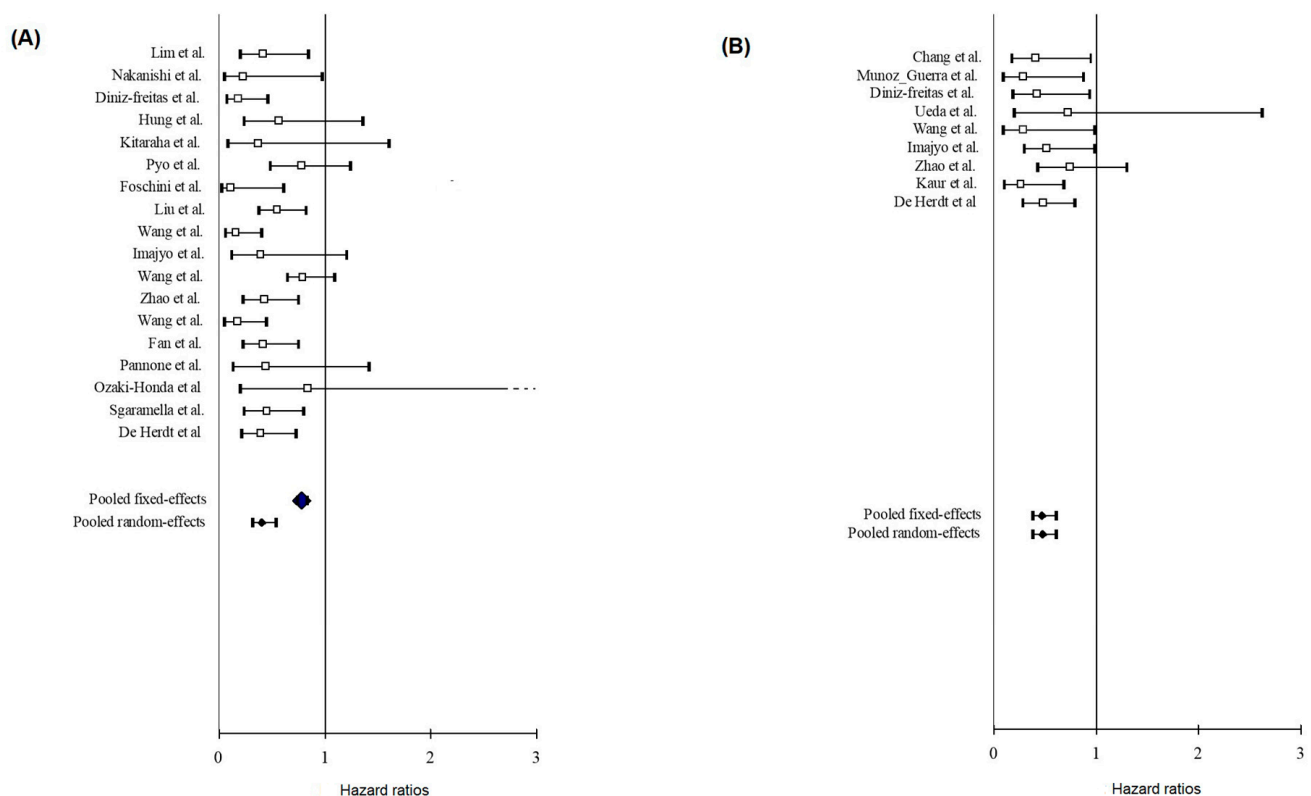 (A)
Lim et al.
Nakanishi et al.
Diniz-freitas et al.
Hung et al.
Kitaraha et al.
Pyo et al.
Foschini et al.
Liu et al.
Wang et al.
Imajyo et al.
Wang et al.
Zhao et al.
Wang et al.
Fan et al.
Pannone et al.
Ozaki-Honda et al
Sgaramella et al.
De Herdt et al
Pooled fixed-effects
Pooled random-effects
0 1 2 3
Hazard ratios
(B)
Chang et al.
Munoz_Guerra et al.
Diniz-freitas et al.
Ueda et al.
Wang et al.
Imajyo et al.
Zhao et al.
Kaur et al.
De Herdt et al
Pooled fixed-effects
Pooled random-effects
0 1 2 3
Hazard ratios